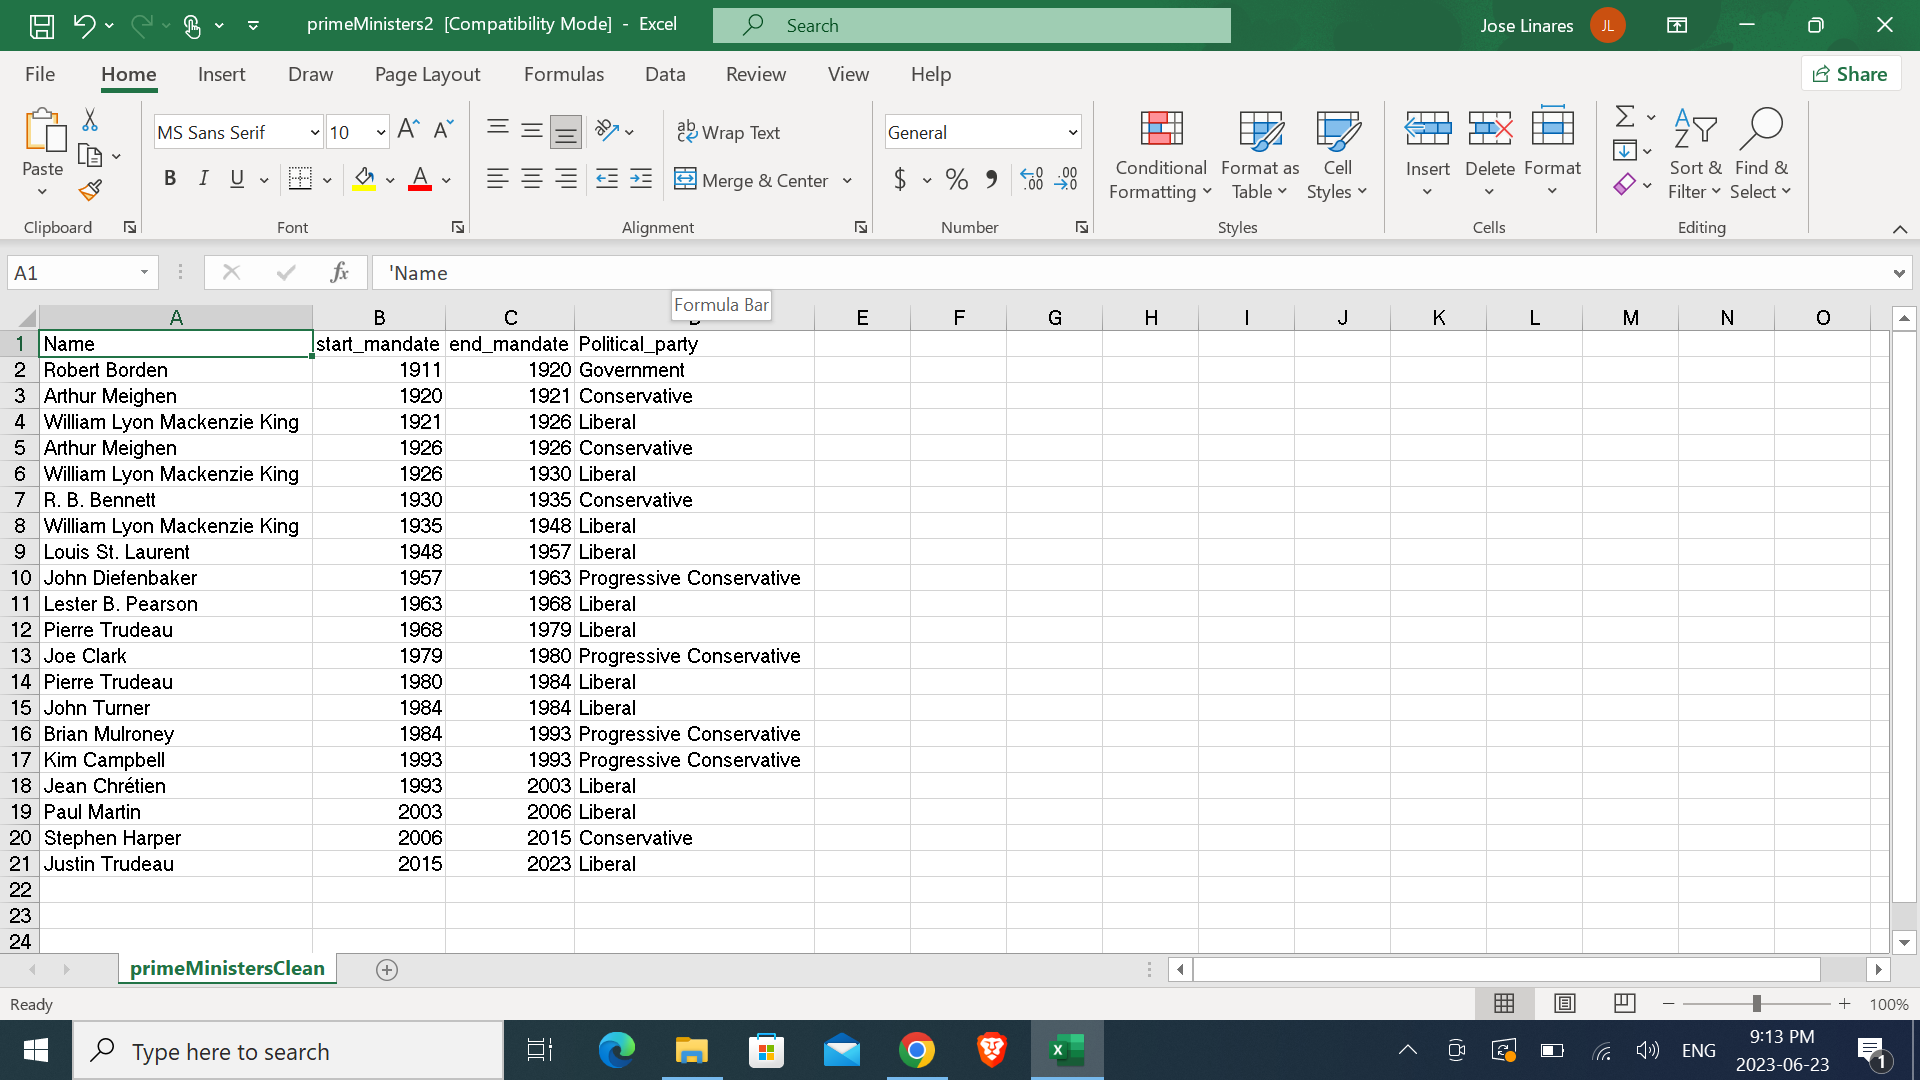 primeMinisters2 [Compatibility Mode] - Excel
Search
Jose Linares
JL
File Home Insert Draw Page Layout Formulas Data Review View Help
Share
Paste
MS Sans Serif 10
Wrap Text
General
B I U A
Merge & Center
$ % ,
Conditional Formatting
Format as Table
Cell Styles
Insert Delete Format
Sort & Filter
Find & Select
Clipboard Font Alignment Number Styles Cells Editing
A1 fx 'Name
Formula Bar
A B C E F G H I J K L M N O
1 Name start_mandate end_mandate Political_party
2 Robert Borden 1911 1920 Government
3 Arthur Meighen 1920 1921 Conservative
4 William Lyon Mackenzie King 1921 1926 Liberal
5 Arthur Meighen 1926 1926 Conservative
6 William Lyon Mackenzie King 1926 1930 Liberal
7 R. B. Bennett 1930 1935 Conservative
8 William Lyon Mackenzie King 1935 1948 Liberal
9 Louis St. Laurent 1948 1957 Liberal
10 John Diefenbaker 1957 1963 Progressive Conservative
11 Lester B. Pearson 1963 1968 Liberal
12 Pierre Trudeau 1968 1979 Liberal
13 Joe Clark 1979 1980 Progressive Conservative
14 Pierre Trudeau 1980 1984 Liberal
15 John Turner 1984 1984 Liberal
16 Brian Mulroney 1984 1993 Progressive Conservative
17 Kim Campbell 1993 1993 Progressive Conservative
18 Jean Chrétien 1993 2003 Liberal
19 Paul Martin 2003 2006 Liberal
20 Stephen Harper 2006 2015 Conservative
21 Justin Trudeau 2015 2023 Liberal
22
23
24
primeMinistersClean
Ready
100%
Type here to search
ENG
9:13 PM
2023-06-23
1